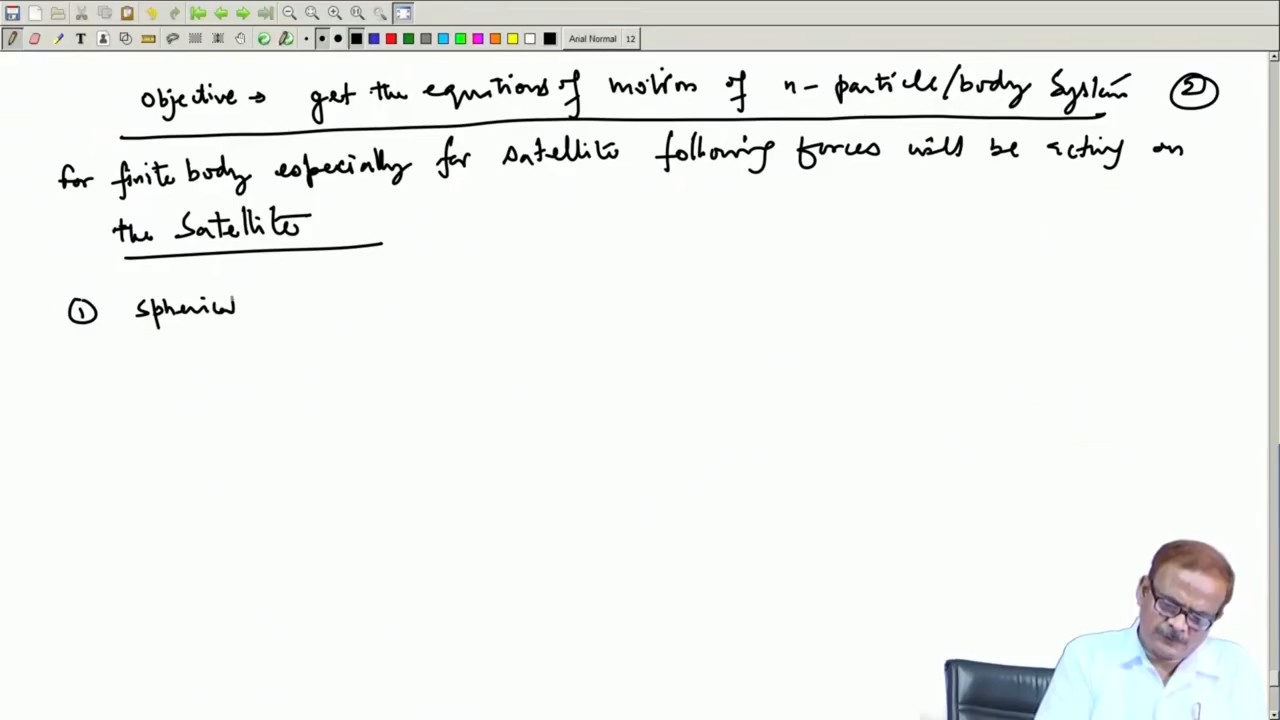 Arial Normal 12
Objective → get the equations of motion of n-particle/body System ②
for finite body especially for satellite following forces will be acting on
the Satellite
① spherical